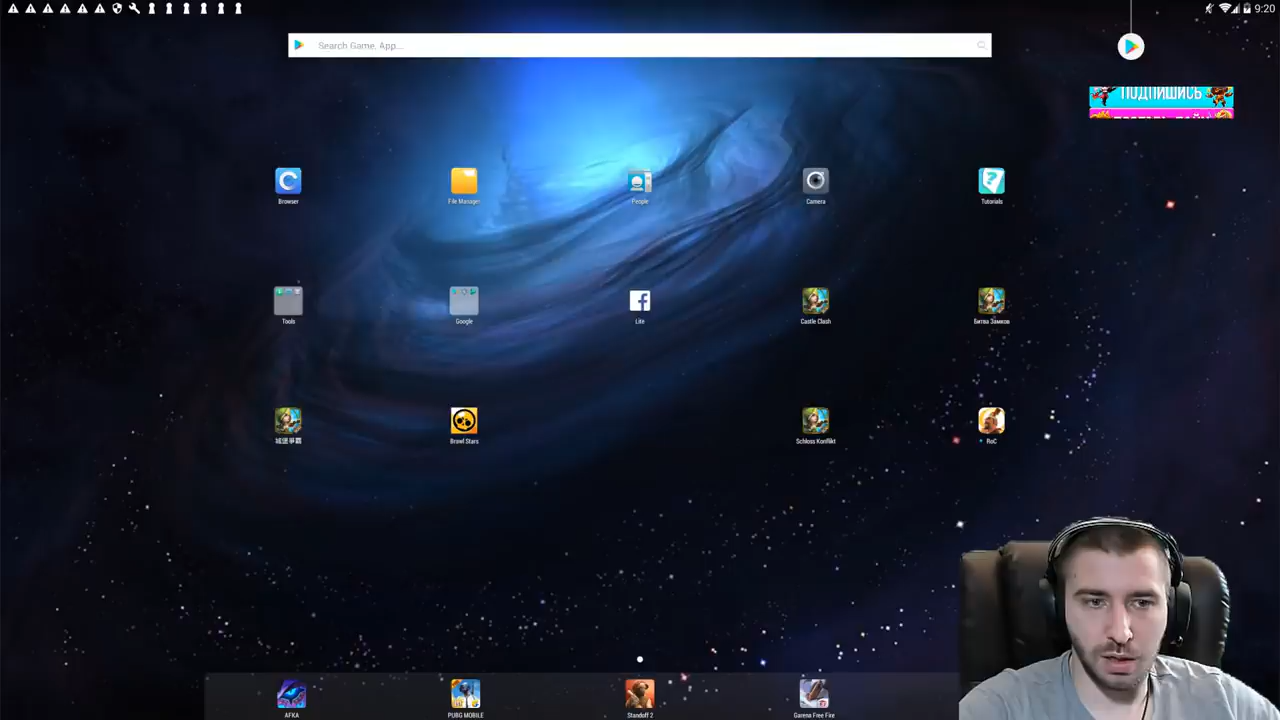 9:20
Search Game, App...
ПОДПИШИСЬ
Browser
File Manager
People
Camera
Tutorials
Tools
Google
Lite
Castle Clash
Битва Замков
城堡爭霸
Brawl Stars
Schloss Konflikt
RoC
AFKA
PUBG MOBILE
Standoff 2
Garena Free Fire